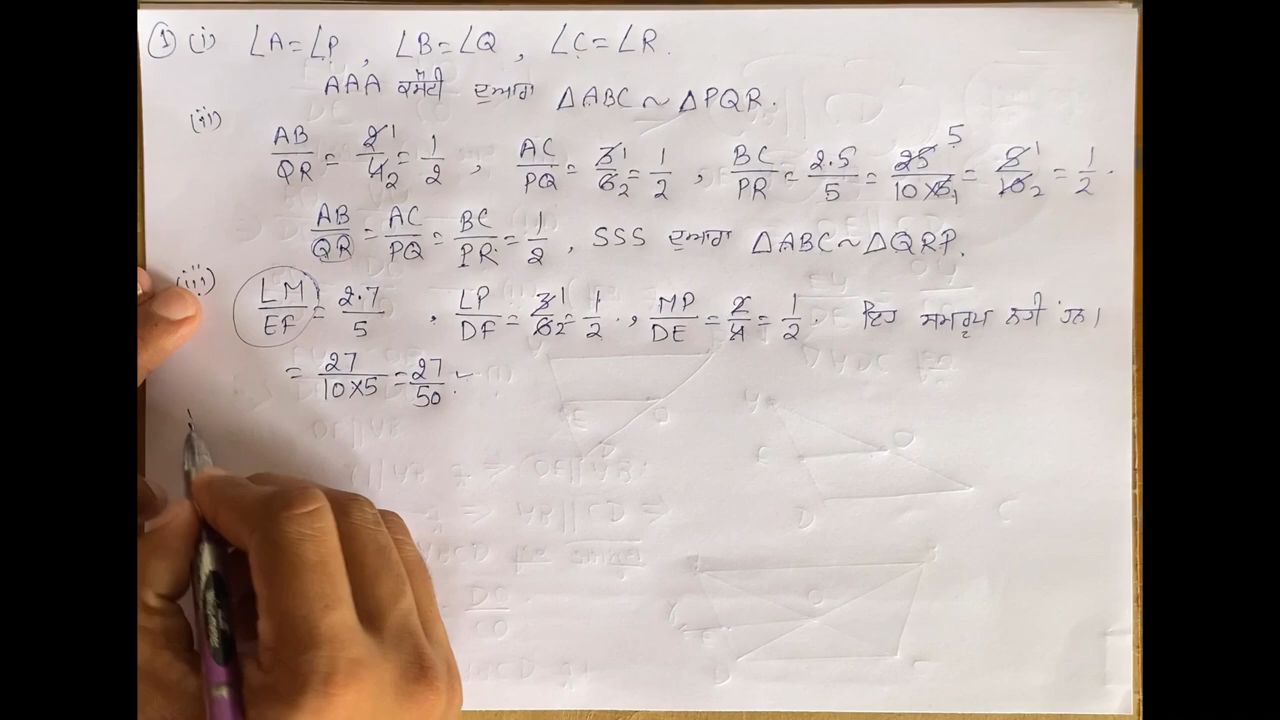 ① (i) ∠A = ∠P , ∠B = ∠Q , ∠C = ∠R .
AAA ਕਸੌਟੀ ਦੁਆਰਾ △ABC ~ △PQR .
(ii) AB/QR = 2/4 = 1/2 , AC/PQ = 3/6 = 1/2 , BC/PR = 2.5/5 = 25/10×5 = 5/10 = 1/2 .
AB/QR = AC/PQ = BC/PR = 1/2 , SSS ਦੁਆਰਾ △ABC ~ △QRP .
(iii) LM/EF = 2.7/5 , LP/DF = 3/6 = 1/2 , MP/DE = 2/4 = 1/2 . ਇਹ ਸਮਰੂਪ ਨਹੀਂ ਹਨ।
= 27/10×5 = 27/50 .